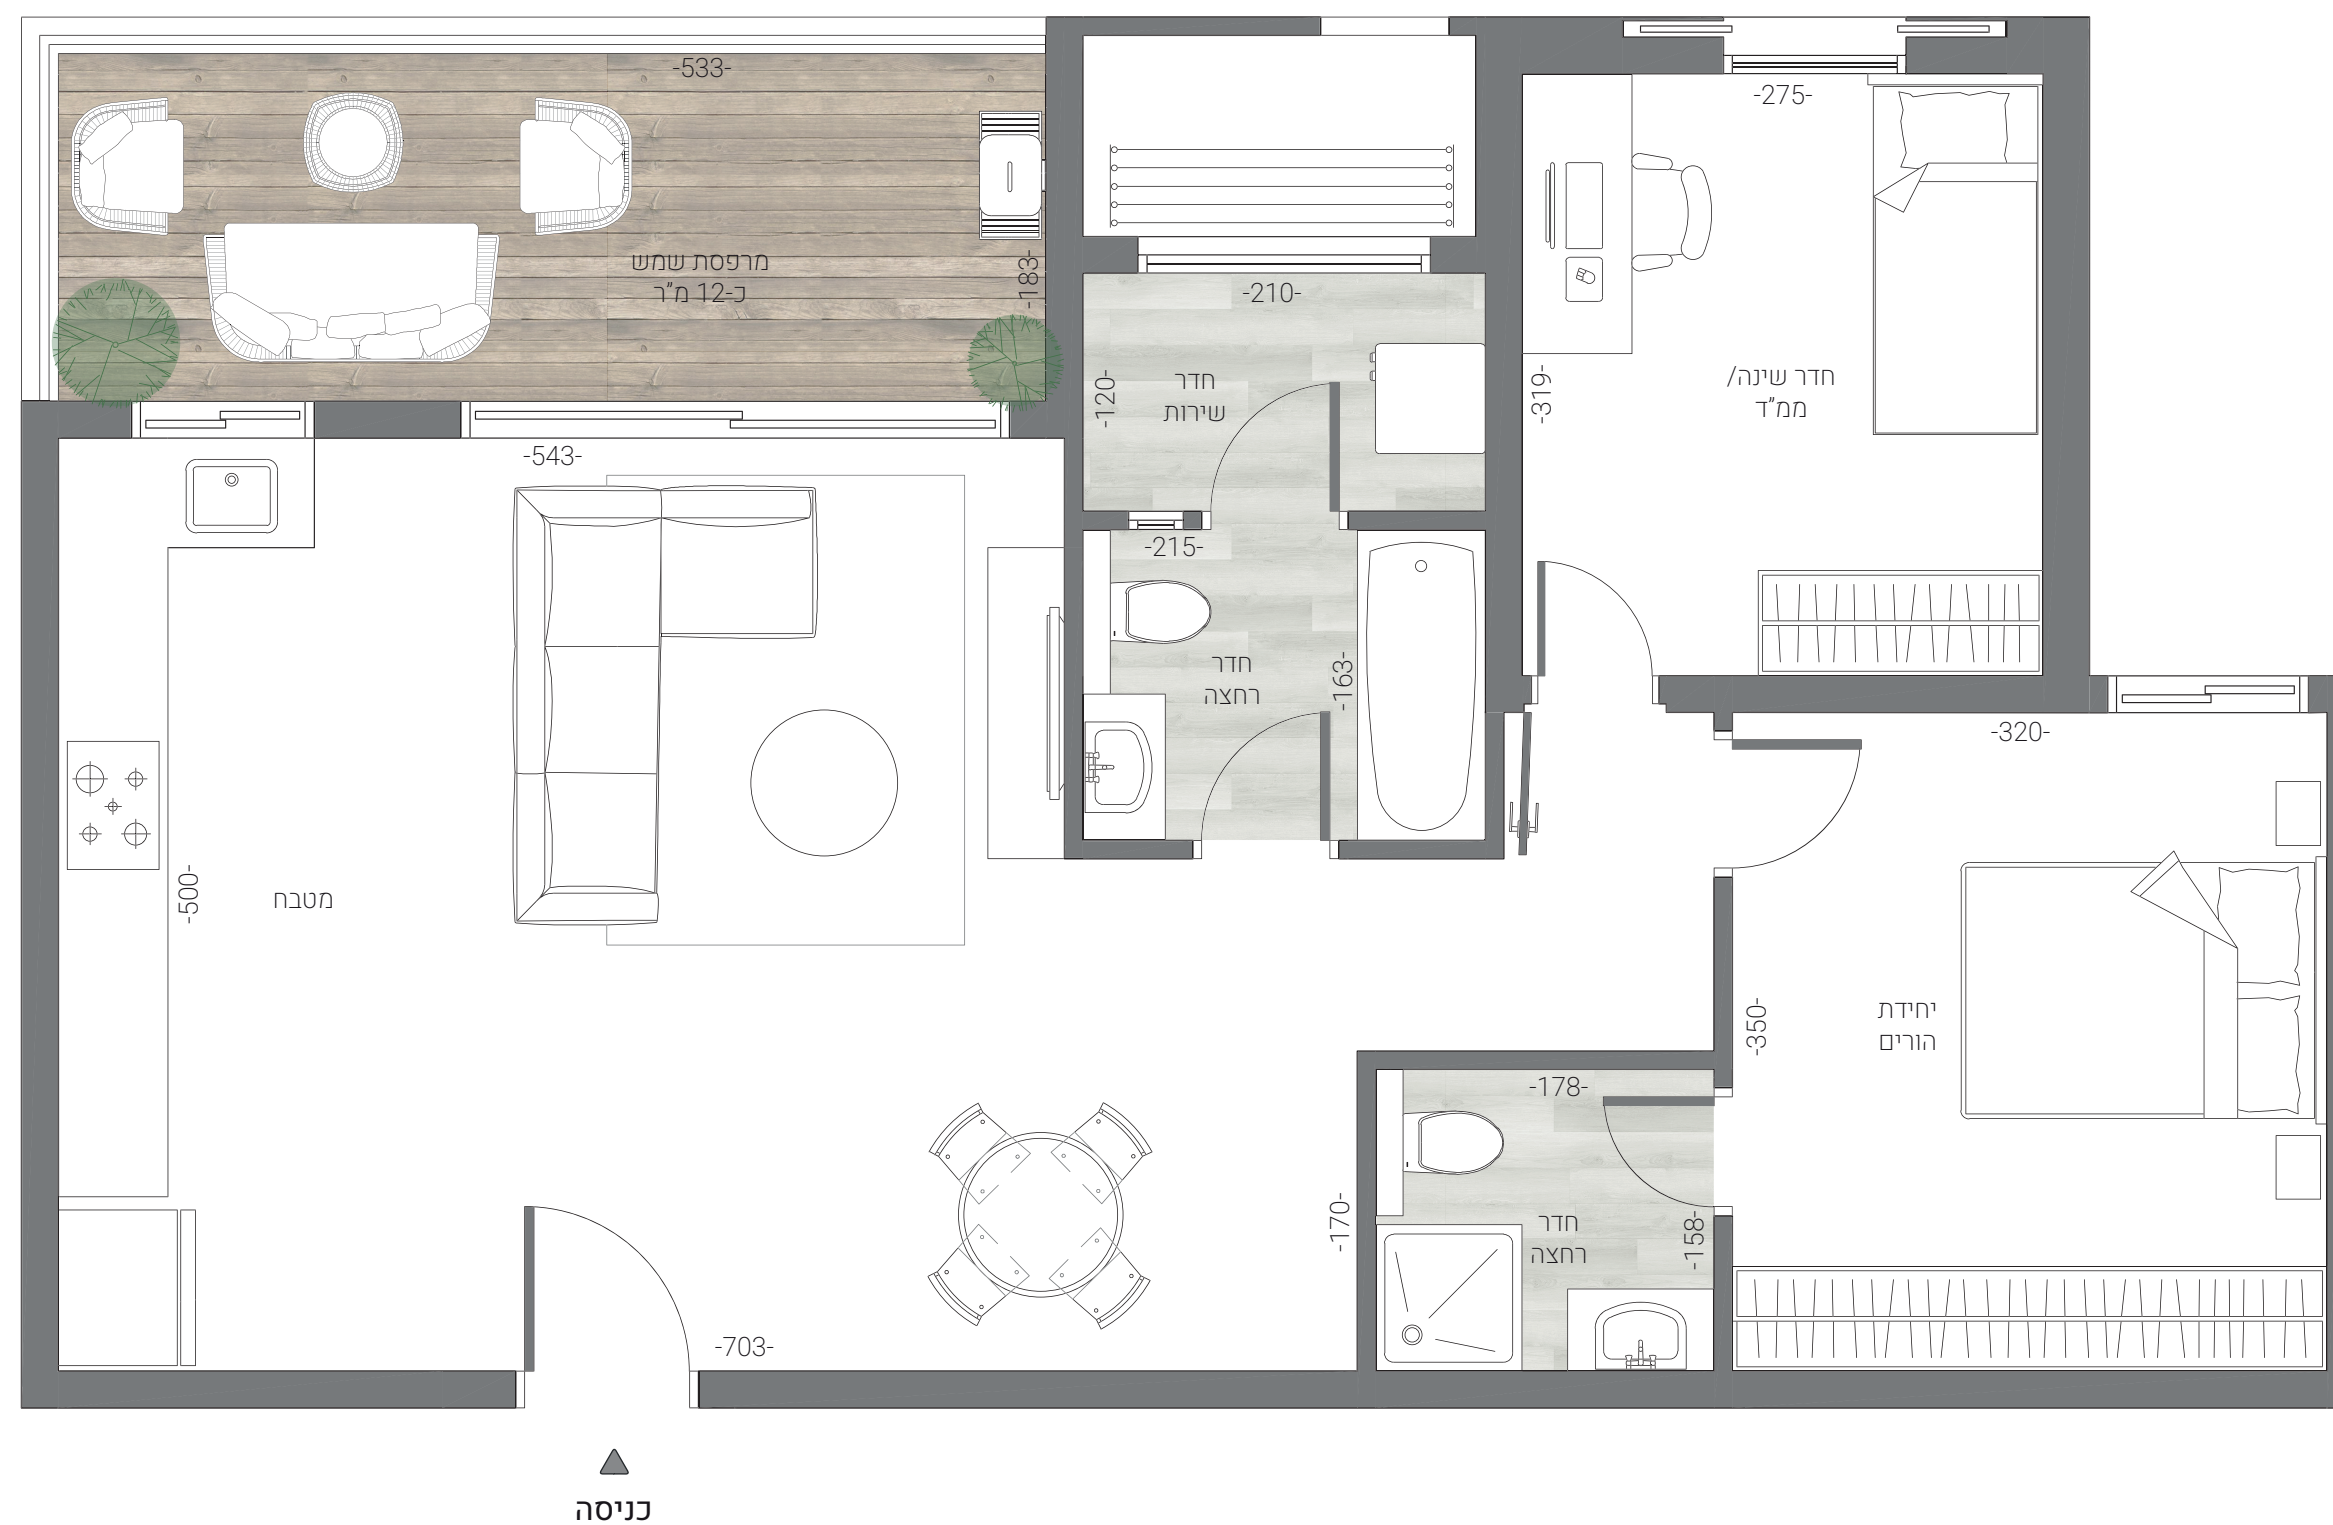 -533-
-275-
מרפסת שמש
כ-12 מ”ר
-183-
-210-
חדר
שירות
-120-
חדר שינה/
ממ”ד
-319-
-543-
-215-
חדר
רחצה
-163-
-320-
מטבח
-500-
יחידת
הורים
-350-
-178-
חדר
רחצה
-170-
-158-
-703-
כניסה